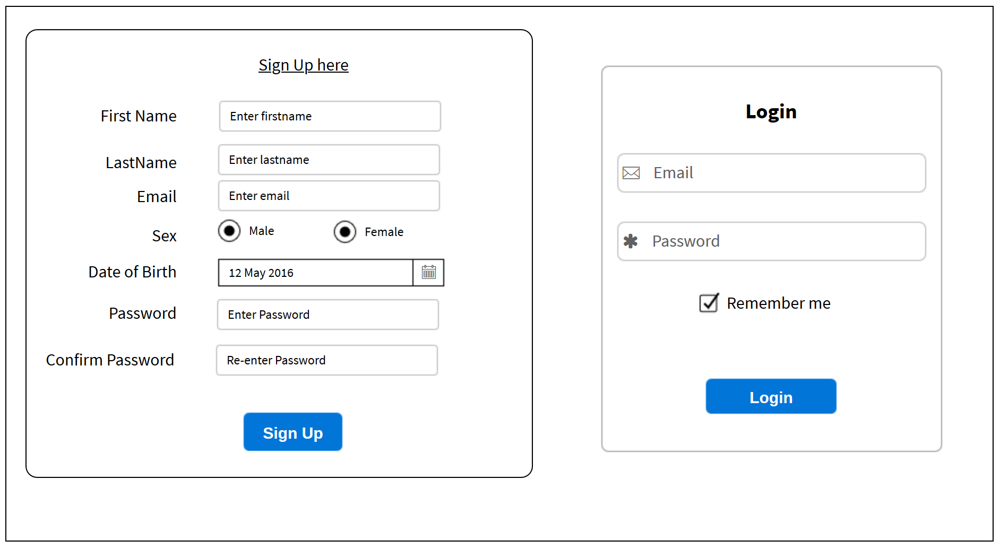 Sign Up here
First Name
Enter firstname
LastName
Enter lastname
Email
Enter email
Sex
Male
Female
Date of Birth
12 May 2016
Password
Enter Password
Confirm Password
Re-enter Password
Sign Up
Login
Email
Password
Remember me
Login